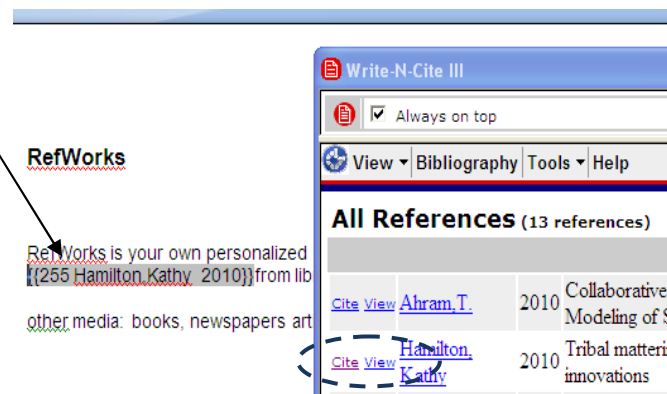 RefWorks
RefWorks is your own personalized
{{255 Hamilton,Kathy 2010}}from lib
other media: books, newspapers art
Write-N-Cite III
Always on top
View Bibliography Tools Help
All References (13 references)
Cite View Ahram,T. 2010 Collaborative
Modeling of S
Cite View Hamilton, 2010 Tribal matteri
Kathy innovations